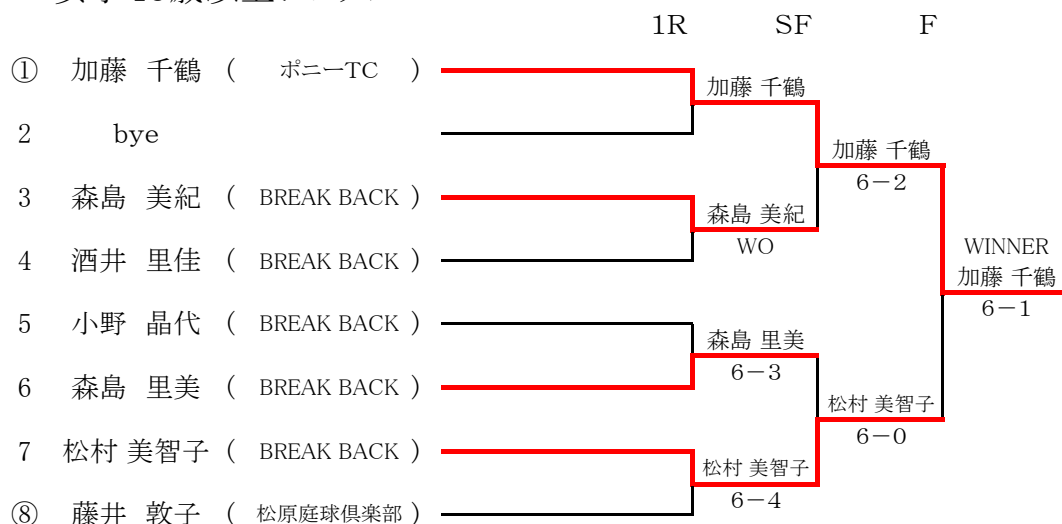 1R SF F
① 加藤 千鶴 ( ポニーTC )
加藤 千鶴
2 bye
加藤 千鶴
6-2
3 森島 美紀 ( BREAK BACK )
森島 美紀
WO
4 酒井 里佳 ( BREAK BACK )
WINNER
加藤 千鶴
6-1
5 小野 晶代 ( BREAK BACK )
森島 里美
6-3
6 森島 里美 ( BREAK BACK )
松村 美智子
6-0
7 松村 美智子 ( BREAK BACK )
松村 美智子
6-4
⑧ 藤井 敦子 ( 松原庭球倶楽部 )